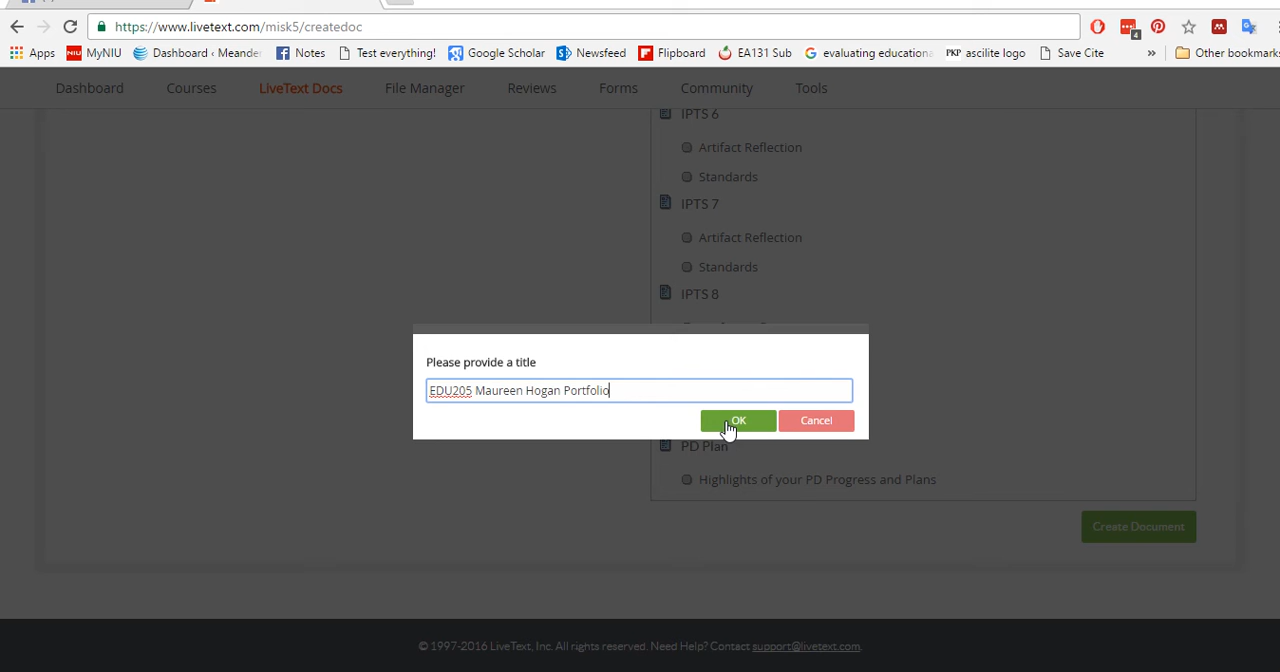 https://www.livetext.com/misk5/createdoc
Apps NIU MyNIU Dashboard ‹ Meander Notes Test everything! Google Scholar Newsfeed Flipboard EA131 Sub evaluating educationa PKP ascilite logo Save Cite » Other bookmarks
4
Dashboard Courses LiveText Docs File Manager Reviews Forms Community Tools
IPTS 6
Artifact Reflection
Standards
IPTS 7
Artifact Reflection
Standards
IPTS 8
Please provide a title
EDU205 Maureen Hogan Portfolio
OK Cancel
PD Plan
Highlights of your PD Progress and Plans
Create Document
© 1997-2016 LiveText, Inc. All rights reserved. Need Help? Contact support@livetext.com.